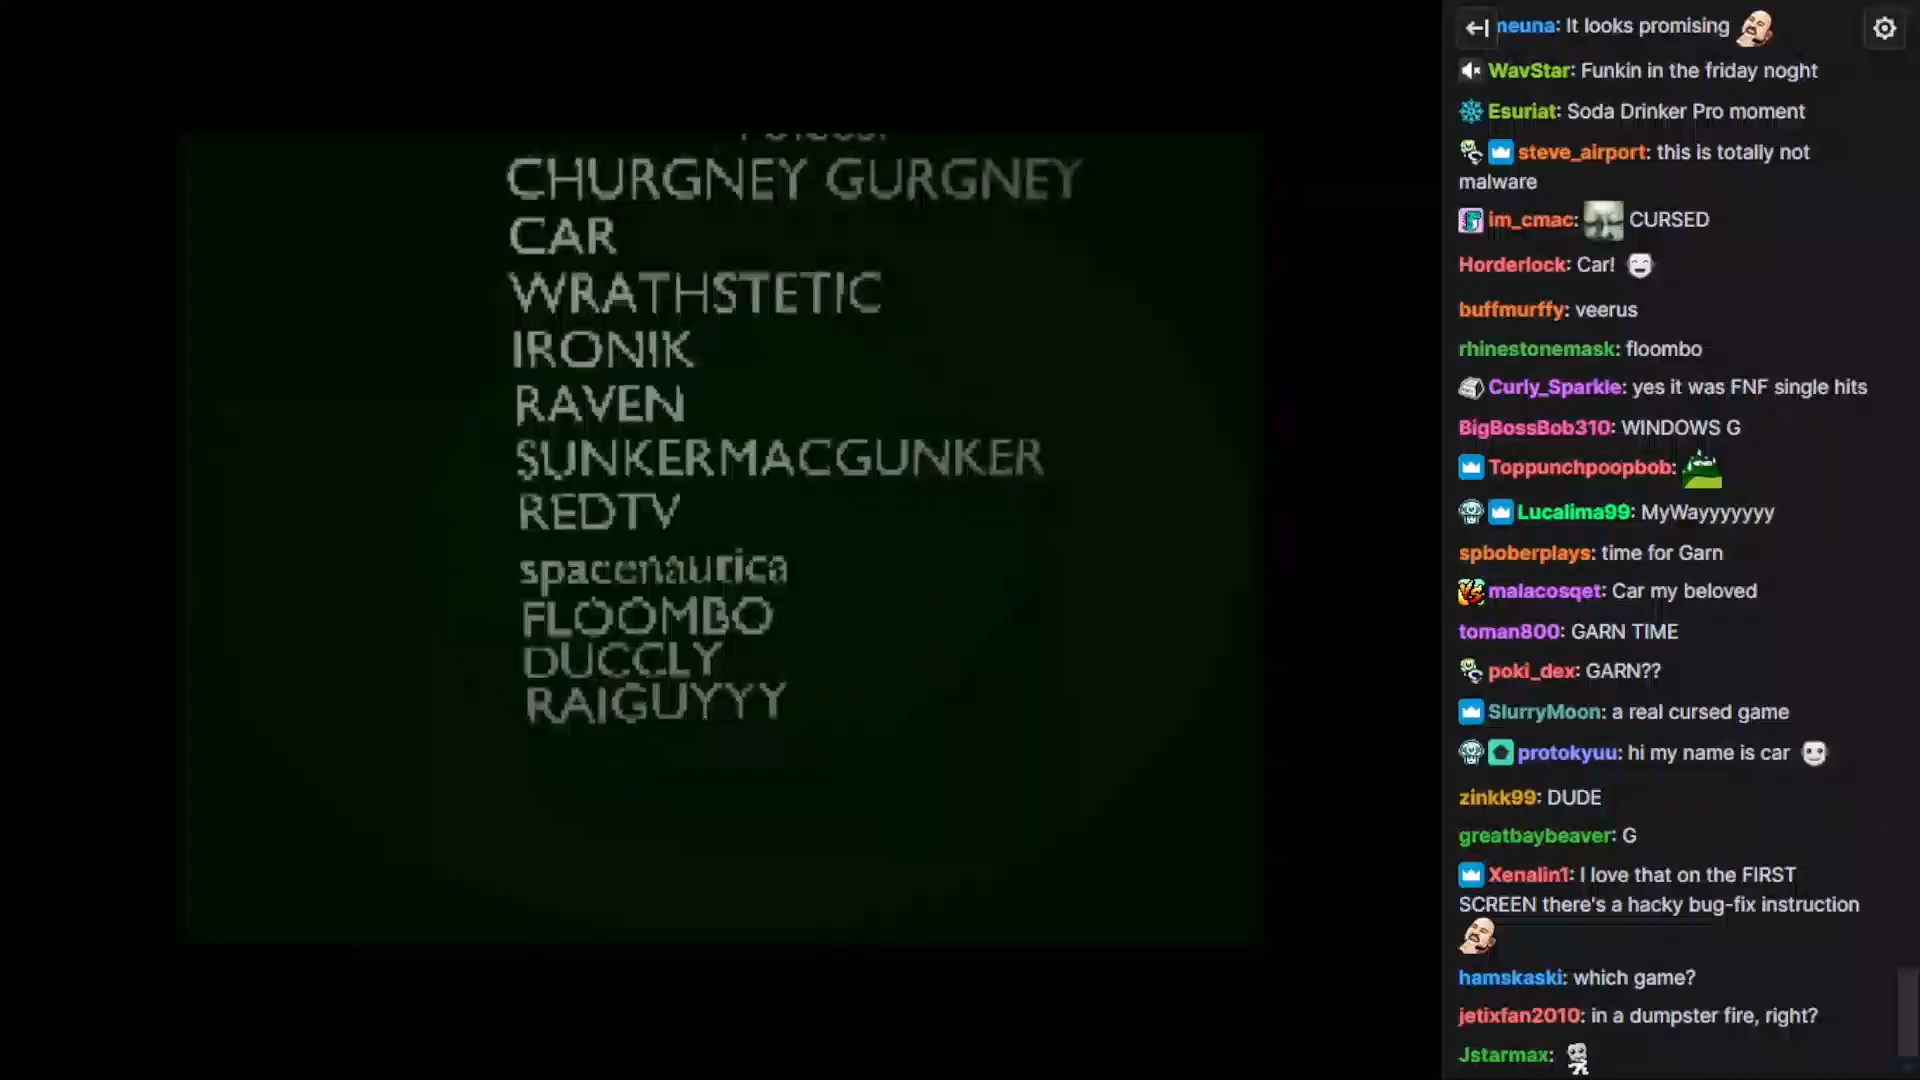 CHURGNEY GURGNEY
CAR
WRATHSTETIC
IRONIK
RAVEN
SUNKERMACGUNKER
REDTV
spacenautica
FLOOMBO
DUCCLY
RAIGUYYY
neuna: It looks promising
WavStar: Funkin in the friday noght
Esuriat: Soda Drinker Pro moment
steve_airport: this is totally not
malware
im_cmac: CURSED
Horderlock: Car!
buffmurffy: veerus
rhinestonemask: floombo
Curly_Sparkle: yes it was FNF single hits
BigBossBob310: WINDOWS G
Toppunchpoopbob:
Lucalima99: MyWayyyyyyy
spboberplays: time for Garn
malacosqet: Car my beloved
toman800: GARN TIME
poki_dex: GARN??
SlurryMoon: a real cursed game
protokyuu: hi my name is car
zinkk99: DUDE
greatbaybeaver: G
Xenalin1: I love that on the FIRST
SCREEN there's a hacky bug-fix instruction
hamskaski: which game?
jetixfan2010: in a dumpster fire, right?
Jstarmax: